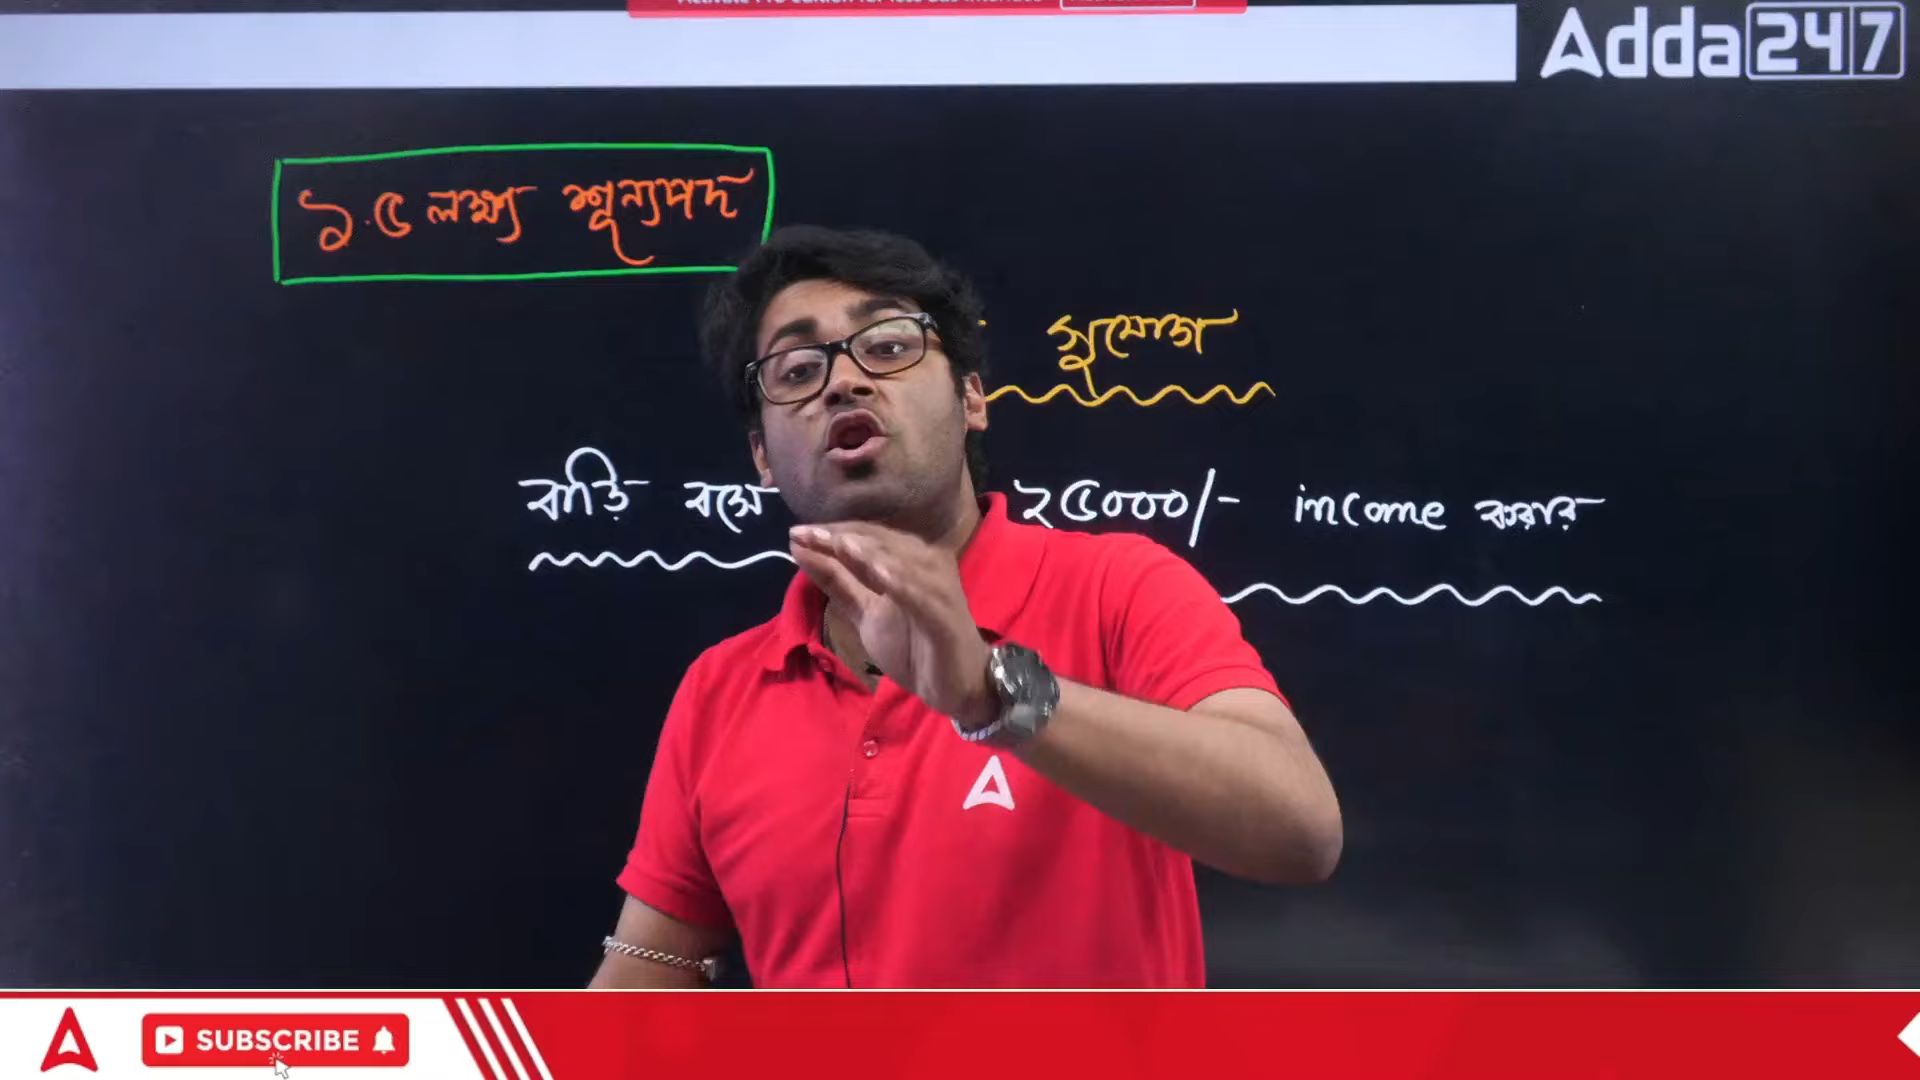 Adda247
১.৫ লক্ষ্য শূন্যপদ
সুযোগ
বাড়ি বসে ২৫০০০/- income করার
SUBSCRIBE